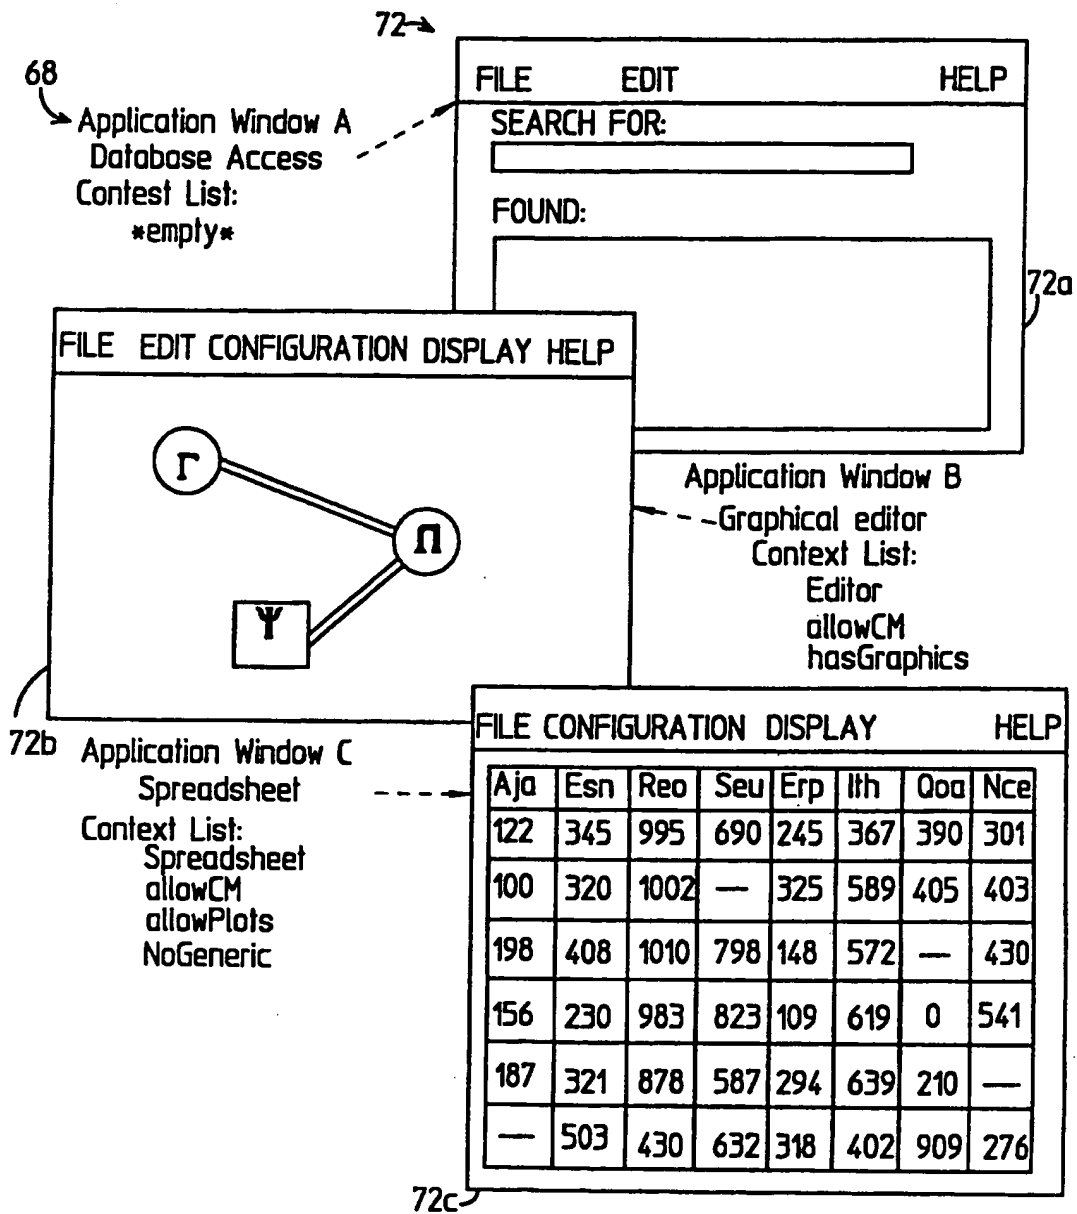 72
FILE EDIT HELP
68
Application Window A
Database Access
Contest List:
*empty*
SEARCH FOR:
FOUND:
72a
FILE EDIT CONFIGURATION DISPLAY HELP
Γ
Π
Ψ
72b
Application Window B
Graphical editor
Context List:
Editor
allowCM
hasGraphics
Application Window C
Spreadsheet
Context List:
Spreadsheet
allowCM
allowPlots
NoGeneric
FILE CONFIGURATION DISPLAY HELP
Aja Esn Reo Seu Erp Ith Qoa Nce
122 345 995 690 245 367 390 301
100 320 1002 — 325 589 405 403
198 408 1010 798 148 572 — 430
156 230 983 823 109 619 0 541
187 321 878 587 294 639 210 —
— 503 430 632 318 402 909 276
72c